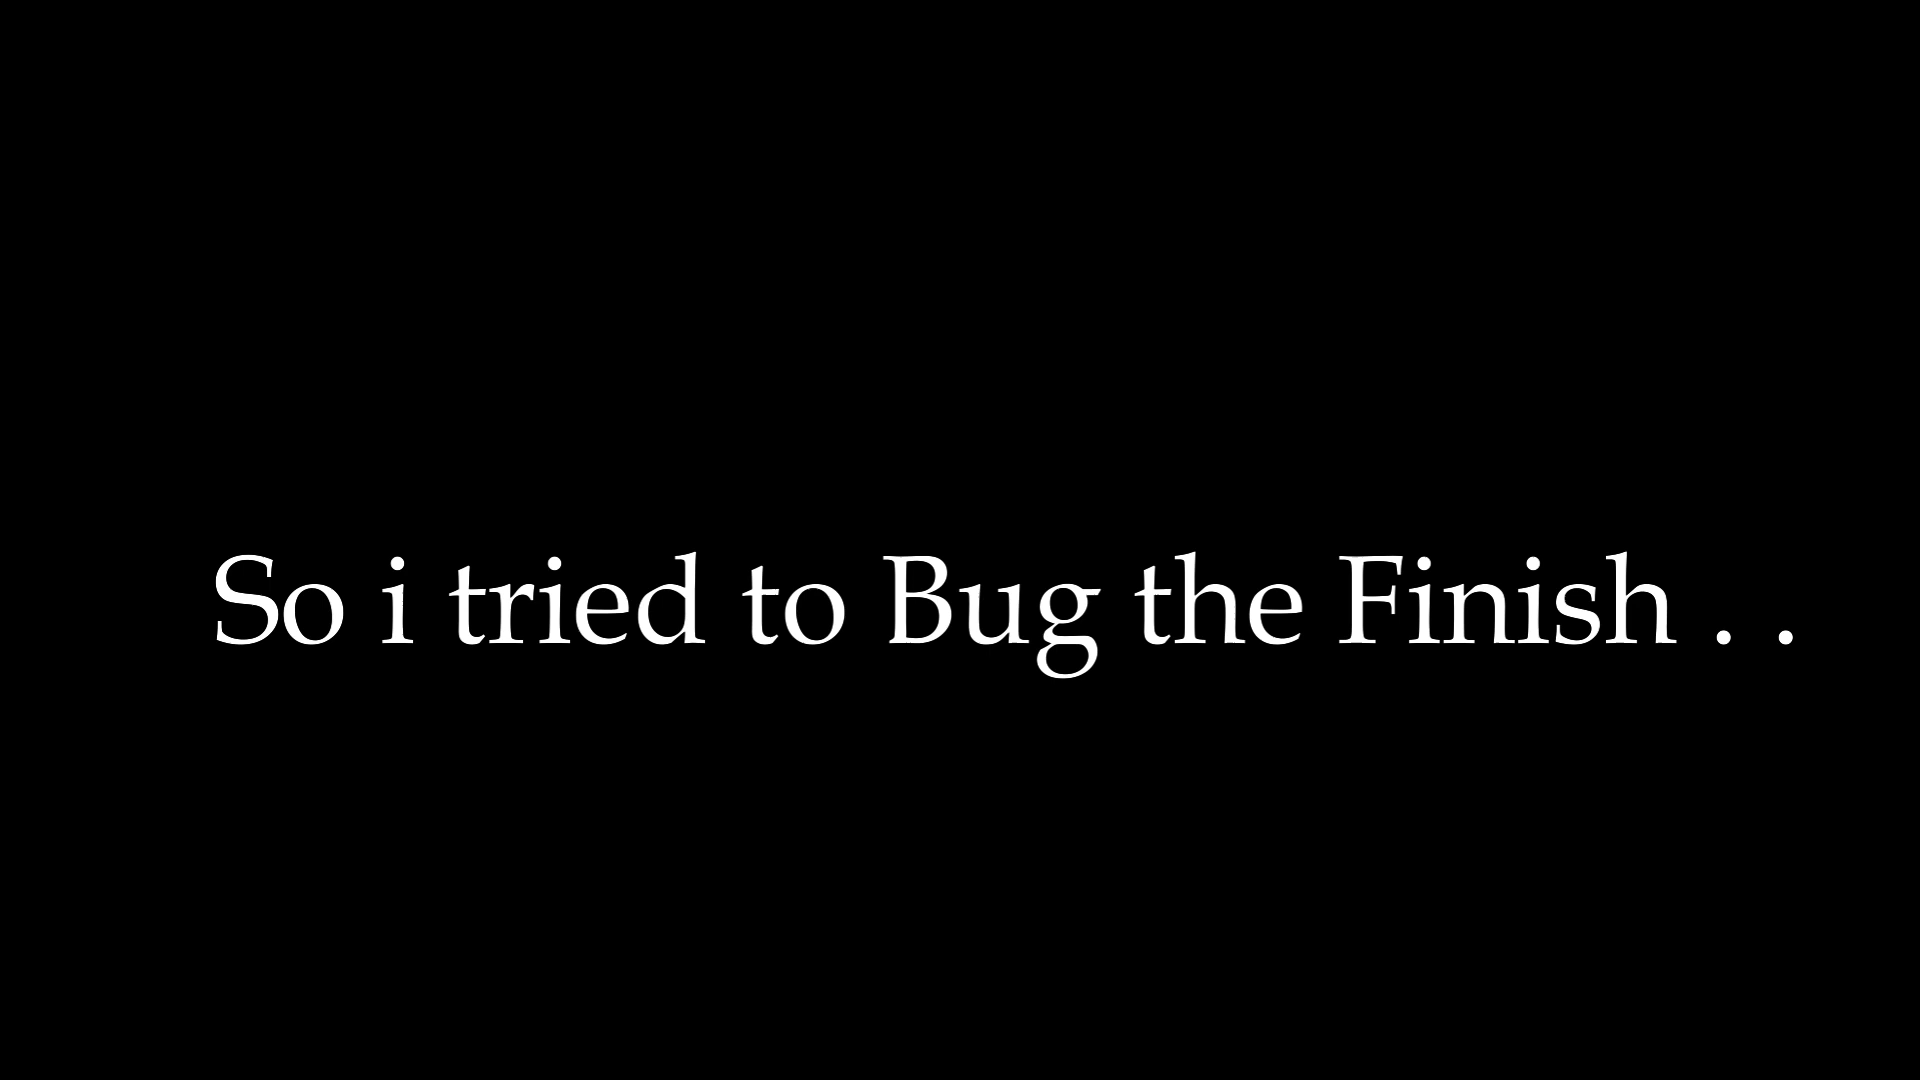 So i tried to Bug the Finish . .